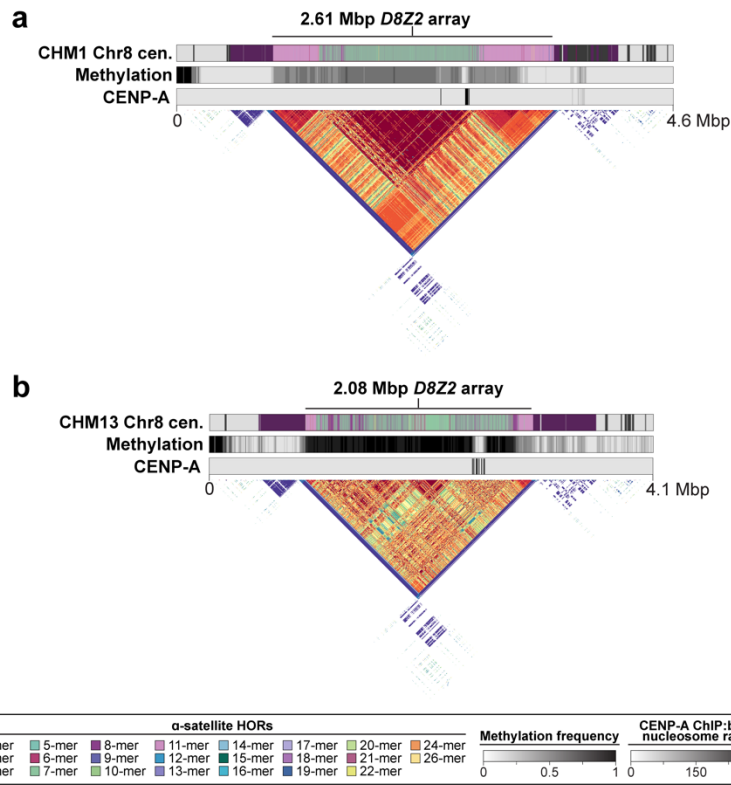 a
2.61 Mbp D8Z2 array
CHM1 Chr8 cen.
Methylation
CENP-A
0
4.6 Mbp
b
2.08 Mbp D8Z2 array
CHM13 Chr8 cen.
Methylation
CENP-A
0
4.1 Mbp
α-satellite HORs
5-mer 8-mer 11-mer 14-mer 17-mer 20-mer 24-mer
6-mer 9-mer 12-mer 15-mer 18-mer 21-mer 26-mer
7-mer 10-mer 13-mer 16-mer 19-mer 22-mer
Methylation frequency
0 0.5 1
CENP-A ChIP:
nucleosome
0 150